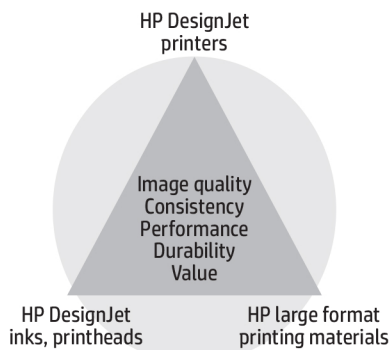 HP DesignJet
printers
Image quality
Consistency
Performance
Durability
Value
HP DesignJet
inks, printheads
HP large format
printing materials